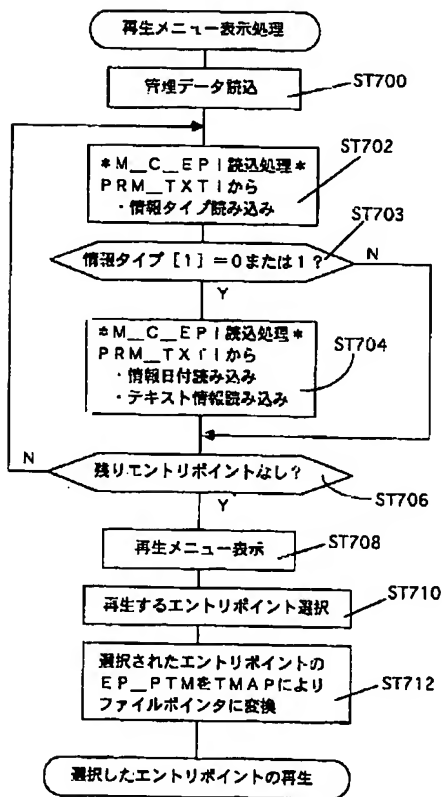 再生メニュー表示処理
管理データ読込
ST700
*M__C__EPI読込処理*
PRM__TXTIから
・情報タイプ読み込み
ST702
ST703
情報タイプ[1]=0または1?
N
Y
*M__C__EPI読込処理*
PRM__TXTIから
・情報日付読み込み
・テキスト情報読み込み
ST704
N
残りエントリポイントなし?
ST706
Y
再生メニュー表示
ST708
再生するエントリポイント選択
ST710
選択されたエントリポイントの
EP__PTMをTMAPにより
ファイルポインタに変換
ST712
選択したエントリポイントの再生